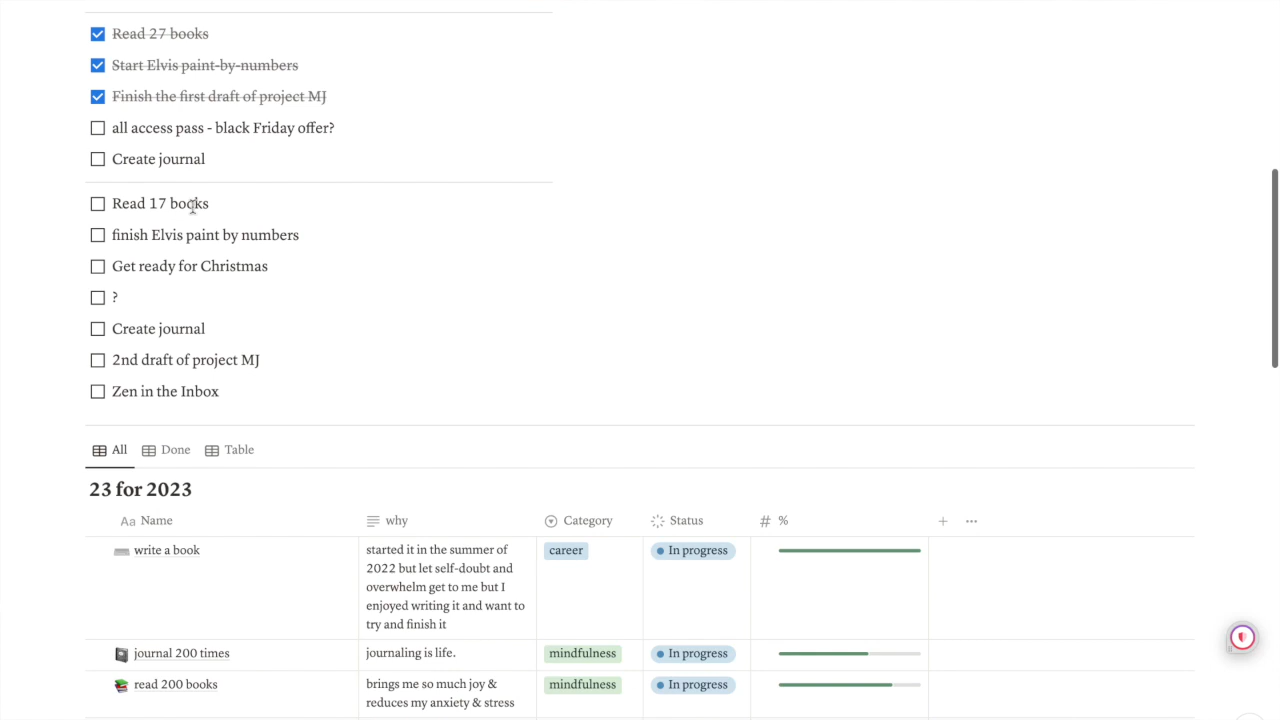 Read 27 books
Start Elvis paint-by-numbers
Finish the first draft of project MJ
all access pass - black Friday offer?
Create journal
Read 17 books
finish Elvis paint by numbers
Get ready for Christmas
?
Create journal
2nd draft of project MJ
Zen in the Inbox
All Done Table
23 for 2023
Aa Name why Category Status # % + ...
write a book started it in the summer of career In progress
2022 but let self-doubt and
overwhelm get to me but I
enjoyed writing it and want to
try and finish it
journal 200 times journaling is life. mindfulness In progress
read 200 books brings me so much joy & mindfulness In progress
reduces my anxiety & stress